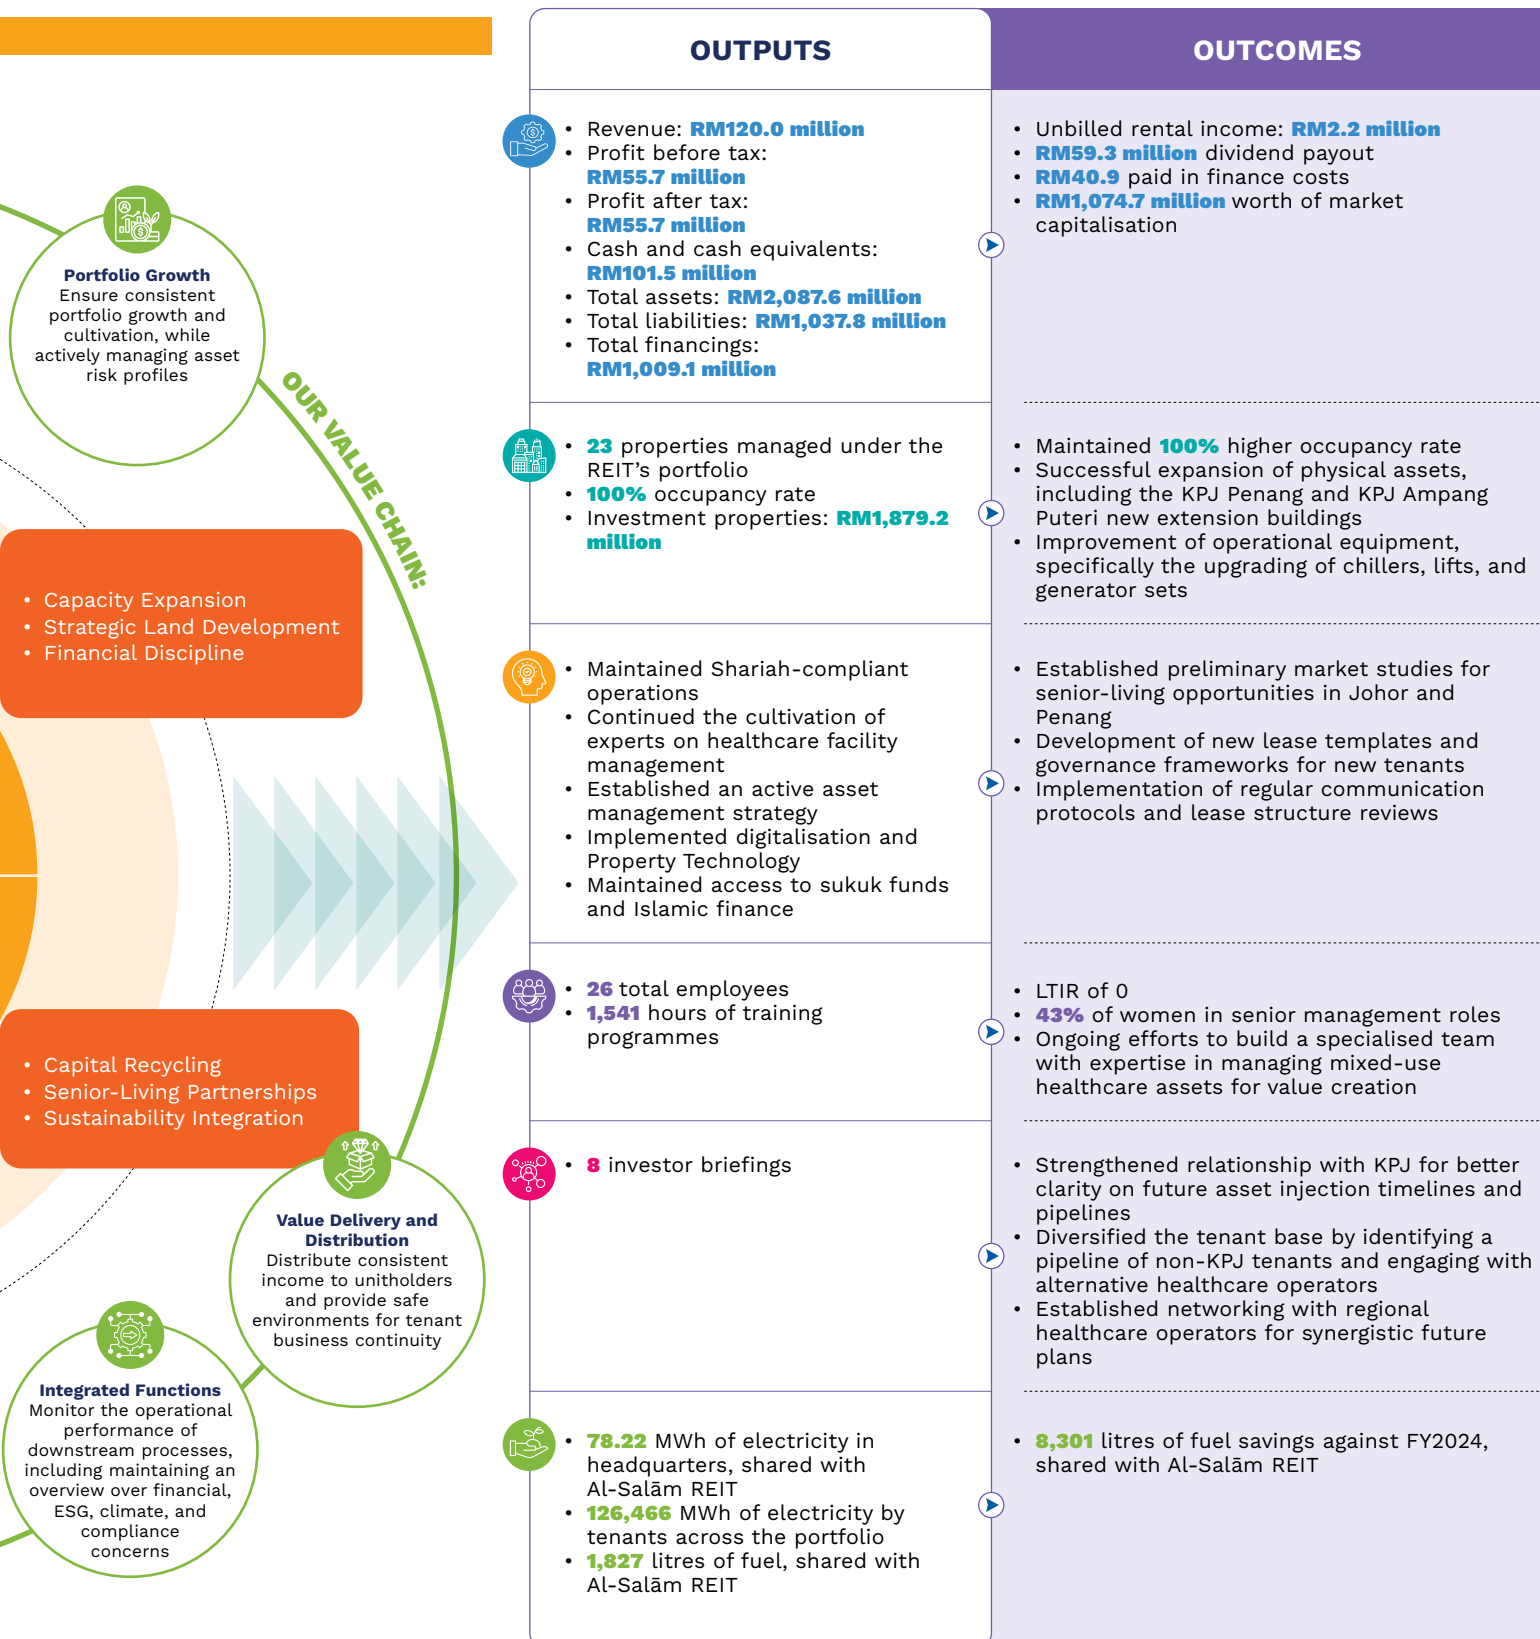 Portfolio Growth
Ensure consistent
portfolio growth and
cultivation, while
actively managing asset
risk profiles
OUR VALUE CHAIN:
• Capacity Expansion
• Strategic Land Development
• Financial Discipline
• Capital Recycling
• Senior-Living Partnerships
• Sustainability Integration
Value Delivery and
Distribution
Distribute consistent
income to unitholders
and provide safe
environments for tenant
business continuity
Integrated Functions
Monitor the operational
performance of
downstream processes,
including maintaining an
overview over financial,
ESG, climate, and
compliance
concerns
OUTPUTS
• Revenue: RM120.0 million
• Profit before tax:
RM55.7 million
• Profit after tax:
RM55.7 million
• Cash and cash equivalents:
RM101.5 million
• Total assets: RM2,087.6 million
• Total liabilities: RM1,037.8 million
• Total financings:
RM1,009.1 million
• 23 properties managed under the
REIT's portfolio
• 100% occupancy rate
• Investment properties: RM1,879.2
million
• Maintained Shariah-compliant
operations
• Continued the cultivation of
experts on healthcare facility
management
• Established an active asset
management strategy
• Implemented digitalisation and
Property Technology
• Maintained access to sukuk funds
and Islamic finance
• 26 total employees
• 1,541 hours of training
programmes
• 8 investor briefings
• 78.22 MWh of electricity in
headquarters, shared with
Al-Salām REIT
• 126,466 MWh of electricity by
tenants across the portfolio
• 1,827 litres of fuel, shared with
Al-Salām REIT
OUTCOMES
• Unbilled rental income: RM2.2 million
• RM59.3 million dividend payout
• RM40.9 paid in finance costs
• RM1,074.7 million worth of market
capitalisation
• Maintained 100% higher occupancy rate
• Successful expansion of physical assets,
including the KPJ Penang and KPJ Ampang
Puteri new extension buildings
• Improvement of operational equipment,
specifically the upgrading of chillers, lifts, and
generator sets
• Established preliminary market studies for
senior-living opportunities in Johor and
Penang
• Development of new lease templates and
governance frameworks for new tenants
• Implementation of regular communication
protocols and lease structure reviews
• LTIR of 0
• 43% of women in senior management roles
• Ongoing efforts to build a specialised team
with expertise in managing mixed-use
healthcare assets for value creation
• Strengthened relationship with KPJ for better
clarity on future asset injection timelines and
pipelines
• Diversified the tenant base by identifying a
pipeline of non-KPJ tenants and engaging with
alternative healthcare operators
• Established networking with regional
healthcare operators for synergistic future
plans
• 8,301 litres of fuel savings against FY2024,
shared with Al-Salām REIT